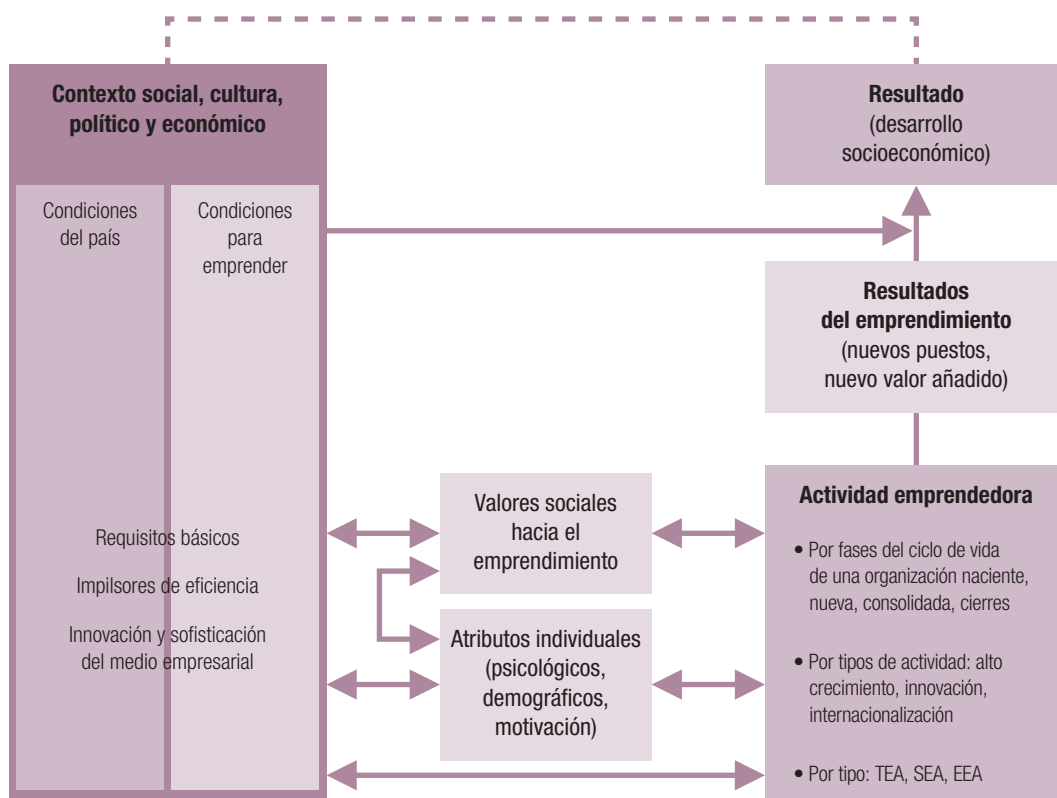 Contexto social, cultura,
político y económico
Condiciones
del país
Condiciones
para
emprender
Requisitos básicos
Impilsores de eficiencia
Innovación y sofisticación
del medio empresarial
Valores sociales
hacia el
emprendimiento
Atributos individuales
(psicológicos,
demográficos,
motivación)
Resultado
(desarrollo
socioeconómico)
Resultados
del emprendimiento
(nuevos puestos,
nuevo valor añadido)
Actividad emprendedora
• Por fases del ciclo de vida
de una organización naciente,
nueva, consolidada, cierres
• Por tipos de actividad: alto
crecimiento, innovación,
internacionalización
• Por tipo: TEA, SEA, EEA